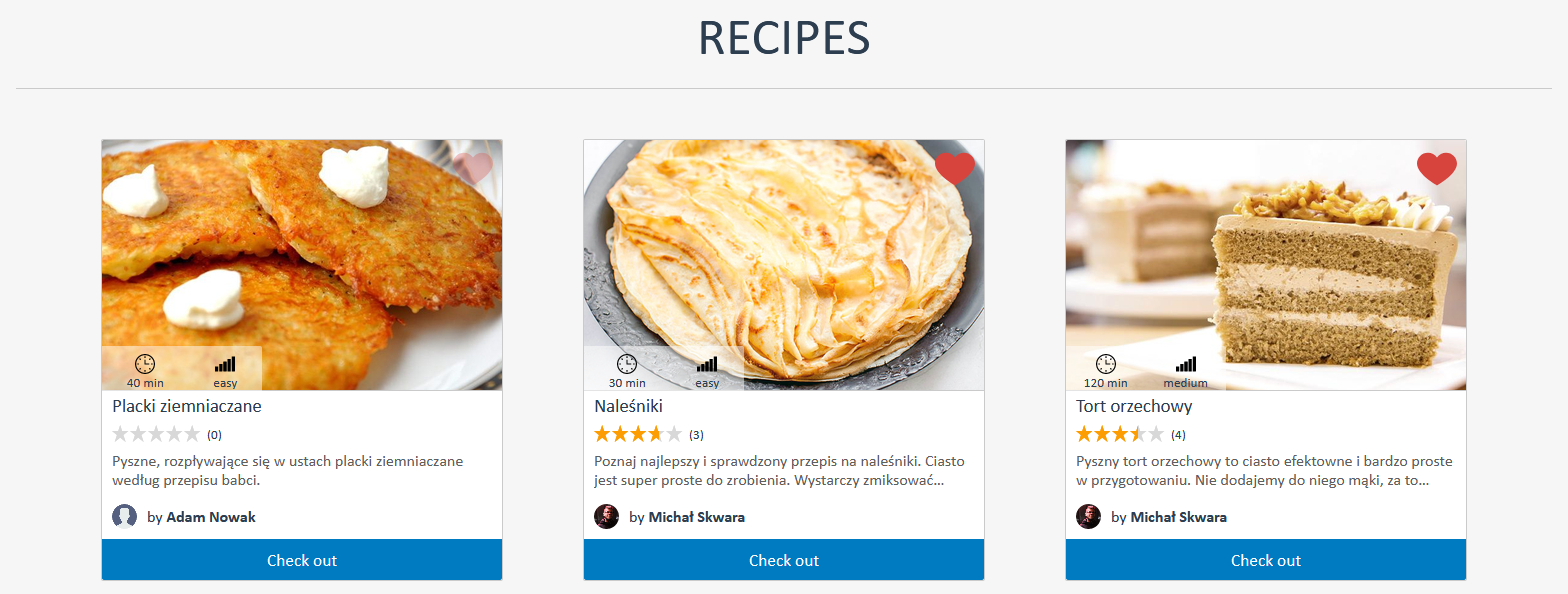 RECIPES
40 min
easy
Placki ziemniaczane
(0)
Pyszne, rozpływające się w ustach placki ziemniaczane
według przepisu babci.
by Adam Nowak
Check out
30 min
easy
Naleśniki
(3)
Poznaj najlepszy i sprawdzony przepis na naleśniki. Ciasto
jest super proste do zrobienia. Wystarczy zmiksować...
by Michał Skwara
Check out
120 min
medium
Tort orzechowy
(4)
Pyszny tort orzechowy to ciasto efektowne i bardzo proste
w przygotowaniu. Nie dodajemy do niego mąki, za to...
by Michał Skwara
Check out